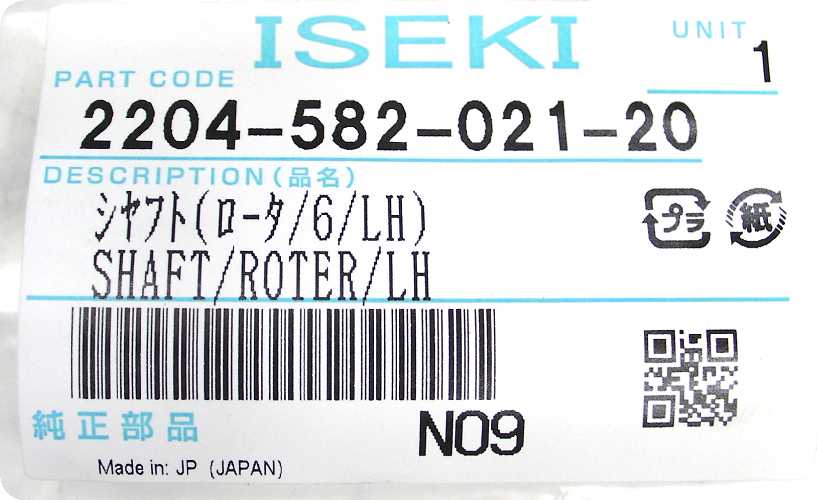 ISEKI
UNIT
1
PART CODE
2204-582-021-20
DESCRIPTION(品名)
シヤフト(ロータ/6/LH)
SHAFT/ROTER/LH
プラ
紙
純正部品
N09
Made in: JP (JAPAN)